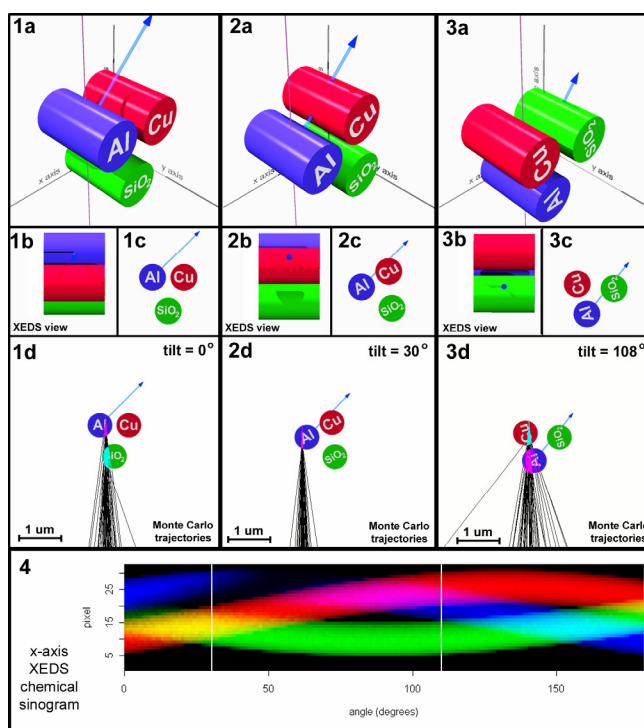 1a
Al
Cu
SiO2
x axis
y axis
2a
Al
Cu
SiO2
x axis
y axis
3a
Cu
SiO2
Al
x axis
y axis
z axis
1b
XEDS view
1c
Al
Cu
SiO2
2b
XEDS view
2c
Al
Cu
SiO2
3b
XEDS view
3c
Cu
SiO2
Al
1d
tilt = 0°
Al
Cu
SiO2
1 um
Monte Carlo
trajectories
2d
tilt = 30°
Al
Cu
SiO2
1 um
Monte Carlo
trajectories
3d
tilt = 108°
Cu
SiO2
Al
1 um
Monte Carlo
trajectories
4
x-axis
XEDS
chemical
sinogram
pixel
25
15
5
0
50
100
150
angle (degrees)